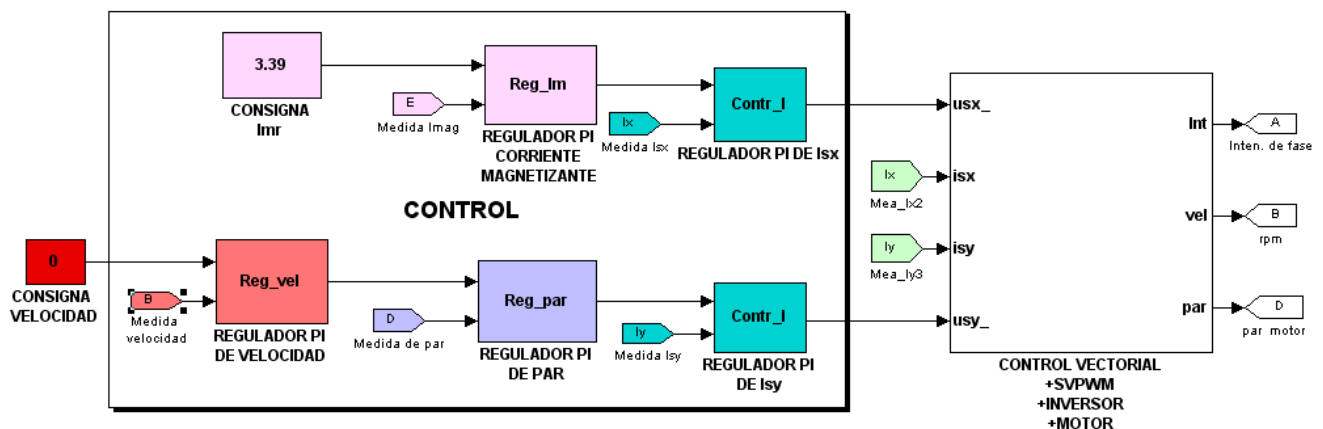 3.39
CONSIGNA
Imr
E
Medida Imag
Reg_Im
REGULADOR PI
CORRIENTE
MAGNETIZANTE
Ix
Medida Isx
Contr_I
REGULADOR PI DE Isx
CONTROL
0
CONSIGNA
VELOCIDAD
B
Medida
velocidad
Reg_vel
REGULADOR PI
DE VELOCIDAD
D
Medida de par
Reg_par
REGULADOR PI
DE PAR
Iy
Medida Isy
Contr_I
REGULADOR PI
DE Isy
usx_
Ix
Mea_Ix2
isx
Iy
Mea_Iy3
isy
usy_
Int
vel
par
CONTROL VECTORIAL
+SVPWM
+INVERSOR
+MOTOR
A
Inten. de fase
B
rpm
D
par motor